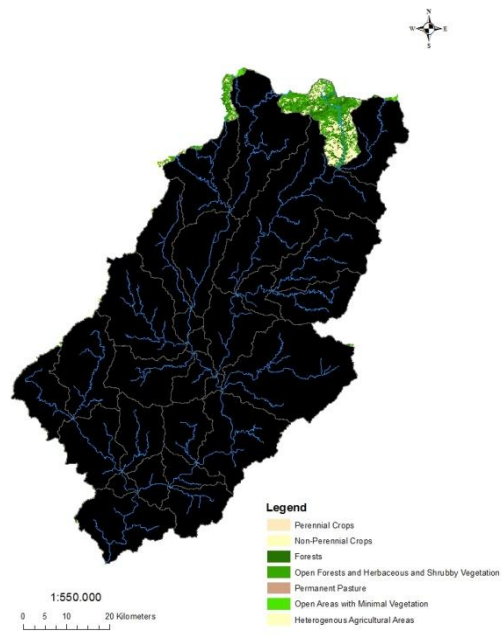 N
W E
S
Legend
Perennial Crops
Non-Perennial Crops
Forests
Open Forests and Herbaceous and Shrubby Vegetation
Permanent Pasture
Open Areas with Minimal Vegetation
Heterogenous Agricultural Areas
1:550.000
0 5 10 20 Kilometers